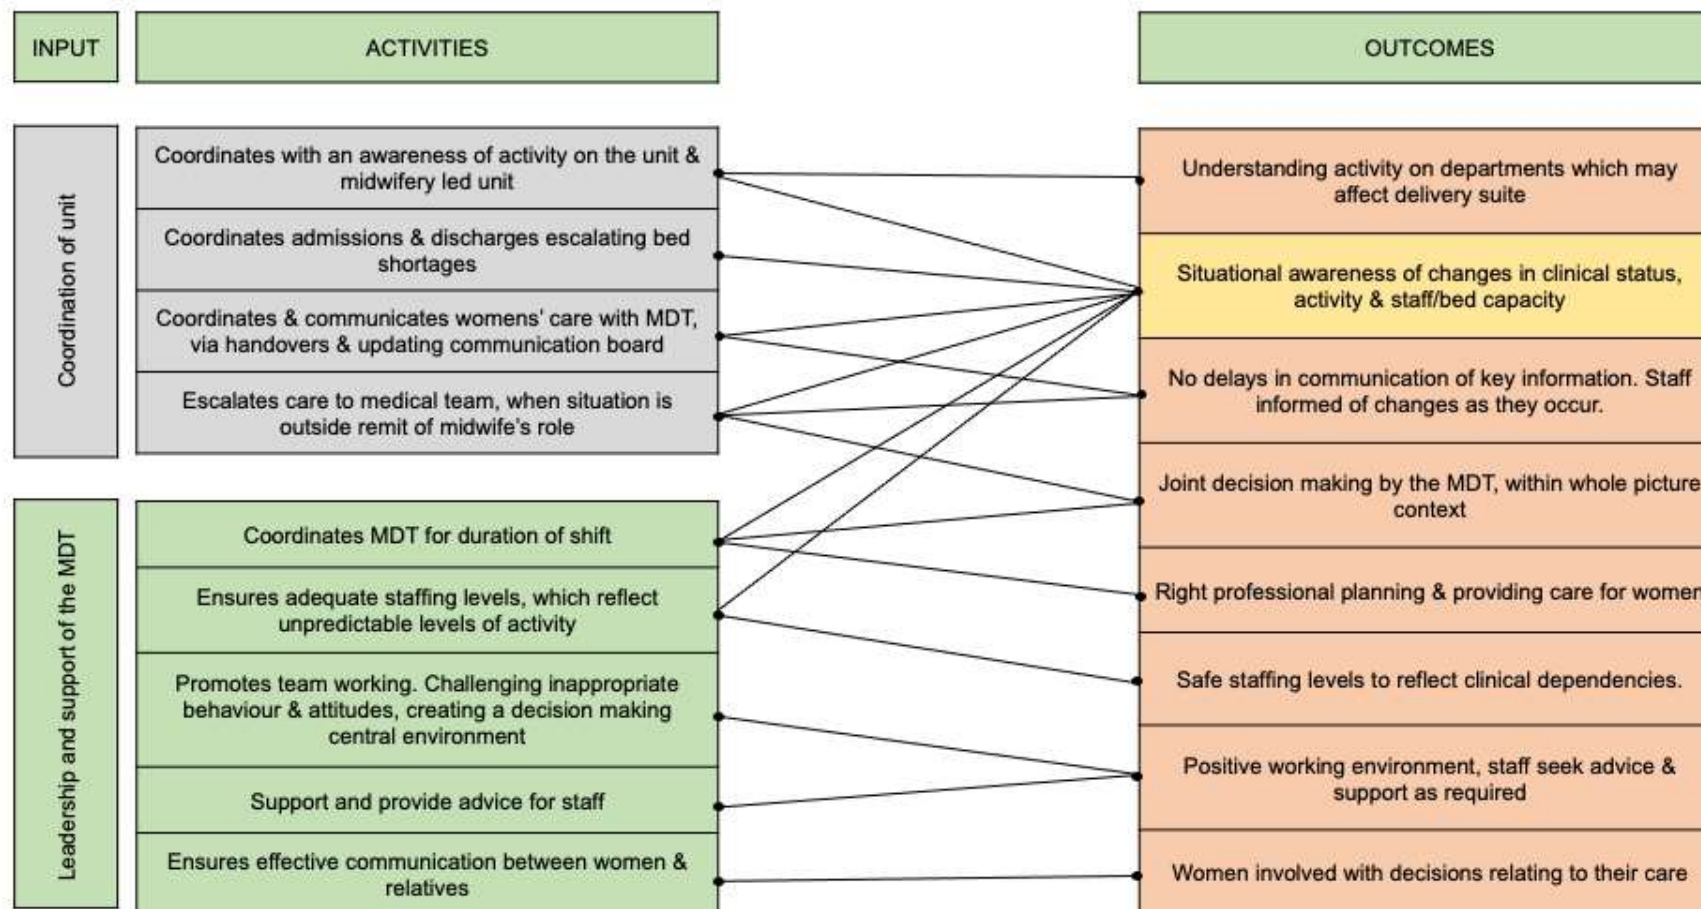 INPUT
ACTIVITIES
OUTCOMES
Coordination of unit
Coordinates with an awareness of activity on the unit &
midwifery led unit
Coordinates admissions & discharges escalating bed
shortages
Coordinates & communicates womens' care with MDT,
via handovers & updating communication board
Escalates care to medical team, when situation is
outside remit of midwife's role
Leadership and support of the MDT
Coordinates MDT for duration of shift
Ensures adequate staffing levels, which reflect
unpredictable levels of activity
Promotes team working. Challenging inappropriate
behaviour & attitudes, creating a decision making
central environment
Support and provide advice for staff
Ensures effective communication between women &
relatives
Understanding activity on departments which may
affect delivery suite
Situational awareness of changes in clinical status,
activity & staff/bed capacity
No delays in communication of key information. Staff
informed of changes as they occur.
Joint decision making by the MDT, within whole picture
context
Right professional planning & providing care for women
Safe staffing levels to reflect clinical dependencies.
Positive working environment, staff seek advice &
support as required
Women involved with decisions relating to their care